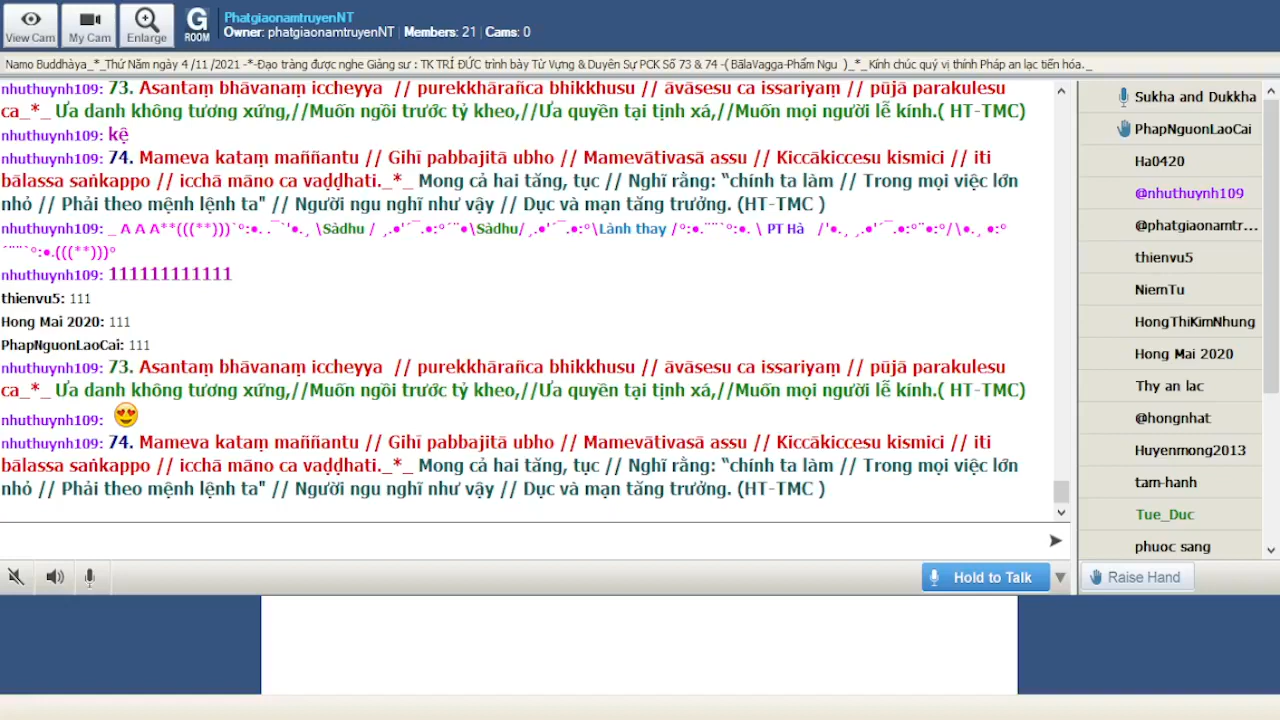 View Cam
My Cam
Enlarge
G
ROOM
PhatgiaonamtruyenNT
Owner: phatgiaonamtruyenNT | Members: 21 | Cams: 0
Namo Buddhàya_*_Thứ Năm ngày 4 /11 /2021 -*-Đạo tràng được nghe Giảng sư : TK TRÍ ĐỨC trình bày Từ Vựng & Duyên Sự PCK Số 73 & 74 -( BālaVagga-Phẩm Ngu )_*_ Kính chúc quý vị thính Pháp an lạc tiến hóa._
nhuthuynh109: 73. Asantaṃ bhāvanaṃ iccheyya // purekkhārañca bhikkhusu // āvāsesu ca issariyaṃ // pūjā parakulesu
ca_*_ Ưa danh không tương xứng,//Muốn ngồi trước tỷ kheo,//Ưa quyền tại tịnh xá,//Muốn mọi người lễ kính.( HT-TMC)
nhuthuynh109: kệ
nhuthuynh109: 74. Mameva kataṃ maññantu // Gihī pabbajitā ubho // Mamevātivasā assu // Kiccākiccesu kismici // iti
bālassa saṅkappo // icchā māno ca vaḍḍhati._*_ Mong cả hai tăng, tục // Nghĩ rằng: “chính ta làm // Trong mọi việc lớn
nhỏ // Phải theo mệnh lệnh ta" // Người ngu nghĩ như vậy // Dục và mạn tăng trưởng. (HT-TMC )
nhuthuynh109: _ ᴧ ᴧ ᴧ**(((**)))`°:•. .¯`'•.¸ \Sàdhu / ¸.•'´¯.•:°´¨•\Sàdhu/¸.•'´¯.•:°\Lành thay /°:•.¨¨`°:•. \ PT Hà /'•.¸ ¸.•'´¯.•:°¨•:°/\•.¸ •:°
´¨¨`°:•.(((**)))°
nhuthuynh109: 111111111111
thienvu5: 111
Hong Mai 2020: 111
PhapNguonLaoCai: 111
nhuthuynh109: 73. Asantaṃ bhāvanaṃ iccheyya // purekkhārañca bhikkhusu // āvāsesu ca issariyaṃ // pūjā parakulesu
ca_*_ Ưa danh không tương xứng,//Muốn ngồi trước tỷ kheo,//Ưa quyền tại tịnh xá,//Muốn mọi người lễ kính.( HT-TMC)
nhuthuynh109: 😍
nhuthuynh109: 74. Mameva kataṃ maññantu // Gihī pabbajitā ubho // Mamevātivasā assu // Kiccākiccesu kismici // iti
bālassa saṅkappo // icchā māno ca vaḍḍhati._*_ Mong cả hai tăng, tục // Nghĩ rằng: “chính ta làm // Trong mọi việc lớn
nhỏ // Phải theo mệnh lệnh ta" // Người ngu nghĩ như vậy // Dục và mạn tăng trưởng. (HT-TMC )
Hold to Talk
Sukha and Dukkha
PhapNguonLaoCai
Ha0420
@nhuthuynh109
@phatgiaonamtr...
thienvu5
NiemTu
HongThiKimNhung
Hong Mai 2020
Thy an lac
@hongnhat
Huyenmong2013
tam-hanh
Tue_Duc
phuoc sang
Raise Hand